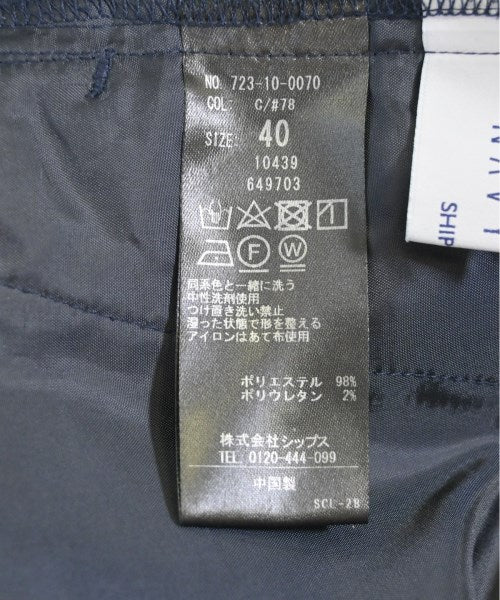 NO. 723-10-0070
COL: C/#78
SIZE: 40
10439
649703
F W
同系色と一緒に洗う
中性洗剤使用
つけ置き洗い禁止
湿った状態で形を整える
アイロンはあて布使用
ポリエステル 98%
ポリウレタン 2%
株式会社シップス
TEL. 0120-444-099
中国製
SCL-28
NAVY
SHIP